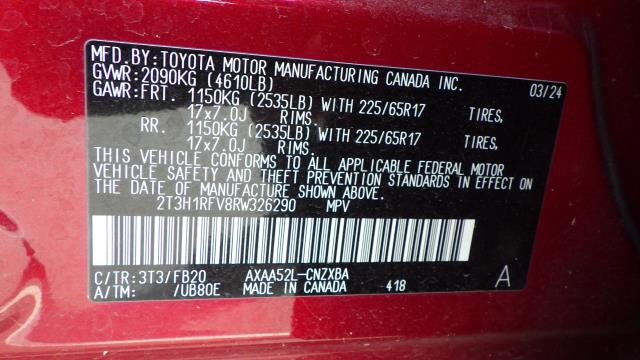 MFD.BY:TOYOTA MOTOR MANUFACTURING CANADA INC.
GVWR:2090KG (4610LB) 03/24
GAWR:FRT. 1150KG (2535LB) WITH 225/65R17 TIRES,
17x7.0J RIMS.
RR. 1150KG (2535LB) WITH 225/65R17 TIRES,
17x7.0J RIMS.
THIS VEHICLE CONFORMS TO ALL APPLICABLE FEDERAL MOTOR
VEHICLE SAFETY AND THEFT PREVENTION STANDARDS IN EFFECT ON
THE DATE OF MANUFACTURE SHOWN ABOVE.
2T3H1RFV8RW326290 MPV
C/TR:3T3/FB20 AXAA52L-CNZXBA A
A/TM: /UB80E MADE IN CANADA 418